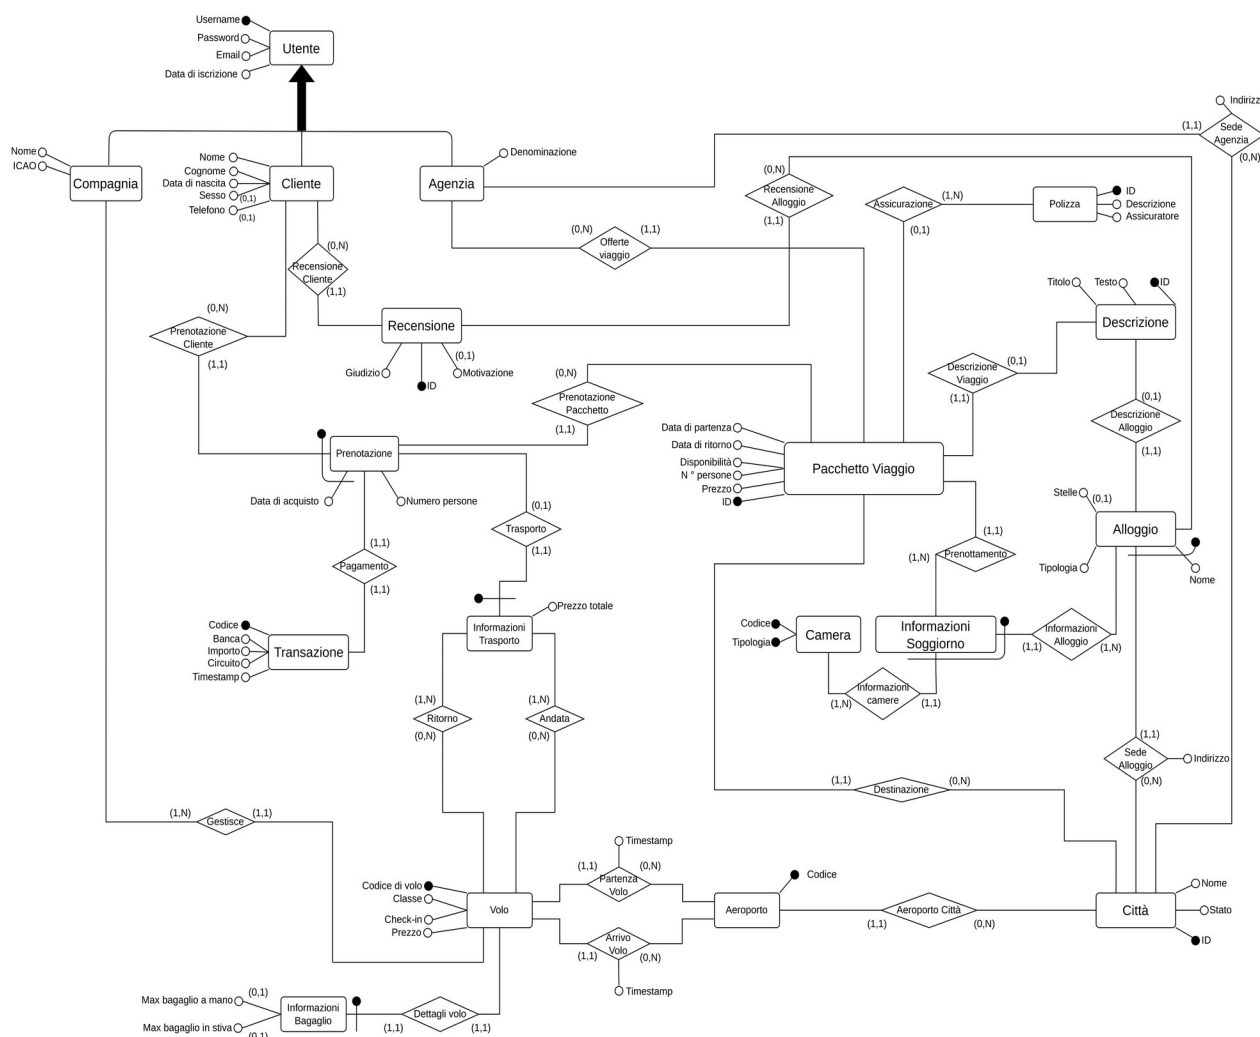 Username
Password
Email
Data di iscrizione
Utente
Nome
ICAO
Compagnia
Nome
Cognome
Data di nascita
Sesso
(0,1)
Telefono
(0,1)
Cliente
Agenzia
Denominazione
(1,1)
Sede
Agenzia
(0,N)
(0,N)
Recensione
Alloggio
(1,1)
Assicurazione
(1,N)
(0,1)
Polizza
ID
Descrizione
Assicuratore
(0,N)
Offerte
viaggio
(1,1)
(0,N)
Recensione
Cliente
(1,1)
Titolo
Testo
ID
Descrizione
(0,N)
Prenotazione
Cliente
(1,1)
Recensione
Giudizio
ID
(0,1)
Motivazione
(0,N)
Prenotazione
Pacchetto
(1,1)
Descrizione
Viaggio
(0,1)
(1,1)
(0,1)
Descrizione
Alloggio
(1,1)
Data di partenza
Data di ritorno
Disponibilità
N ° persone
Prezzo
ID
Pacchetto Viaggio
Prenotazione
Data di acquisto
Numero persone
(0,1)
Trasporto
(1,1)
Stelle
(0,1)
Alloggio
Tipologia
Nome
(1,1)
Prenottamento
(1,N)
(1,1)
Pagamento
(1,1)
Prezzo totale
Informazioni
Trasporto
Codice
Banca
Importo
Circuito
Timestamp
Transazione
Codice
Tipologia
Camera
Informazioni
Soggiorno
(1,1)
Informazioni
Alloggio
(1,N)
(1,N)
Informazioni
camere
(1,1)
(1,N)
Ritorno
(0,N)
(1,N)
Andata
(0,N)
(1,1)
Sede
Alloggio
Indirizzo
(0,N)
(1,1)
Destinazione
(0,N)
(1,N)
Gestisce
(1,1)
Timestamp
(1,1)
Partenza
Volo
(0,N)
Codice
Codice di volo
Classe
Check-in
Prezzo
Volo
Aeroporto
Aeroporto Città
(1,1)
(0,N)
Città
Nome
Stato
ID
Arrivo
Volo
(1,1)
(0,N)
Timestamp
Max bagaglio a mano
(0,1)
Max bagaglio in stiva
Informazioni
Bagaglio
(1,1)
Dettagli volo
(1,1)